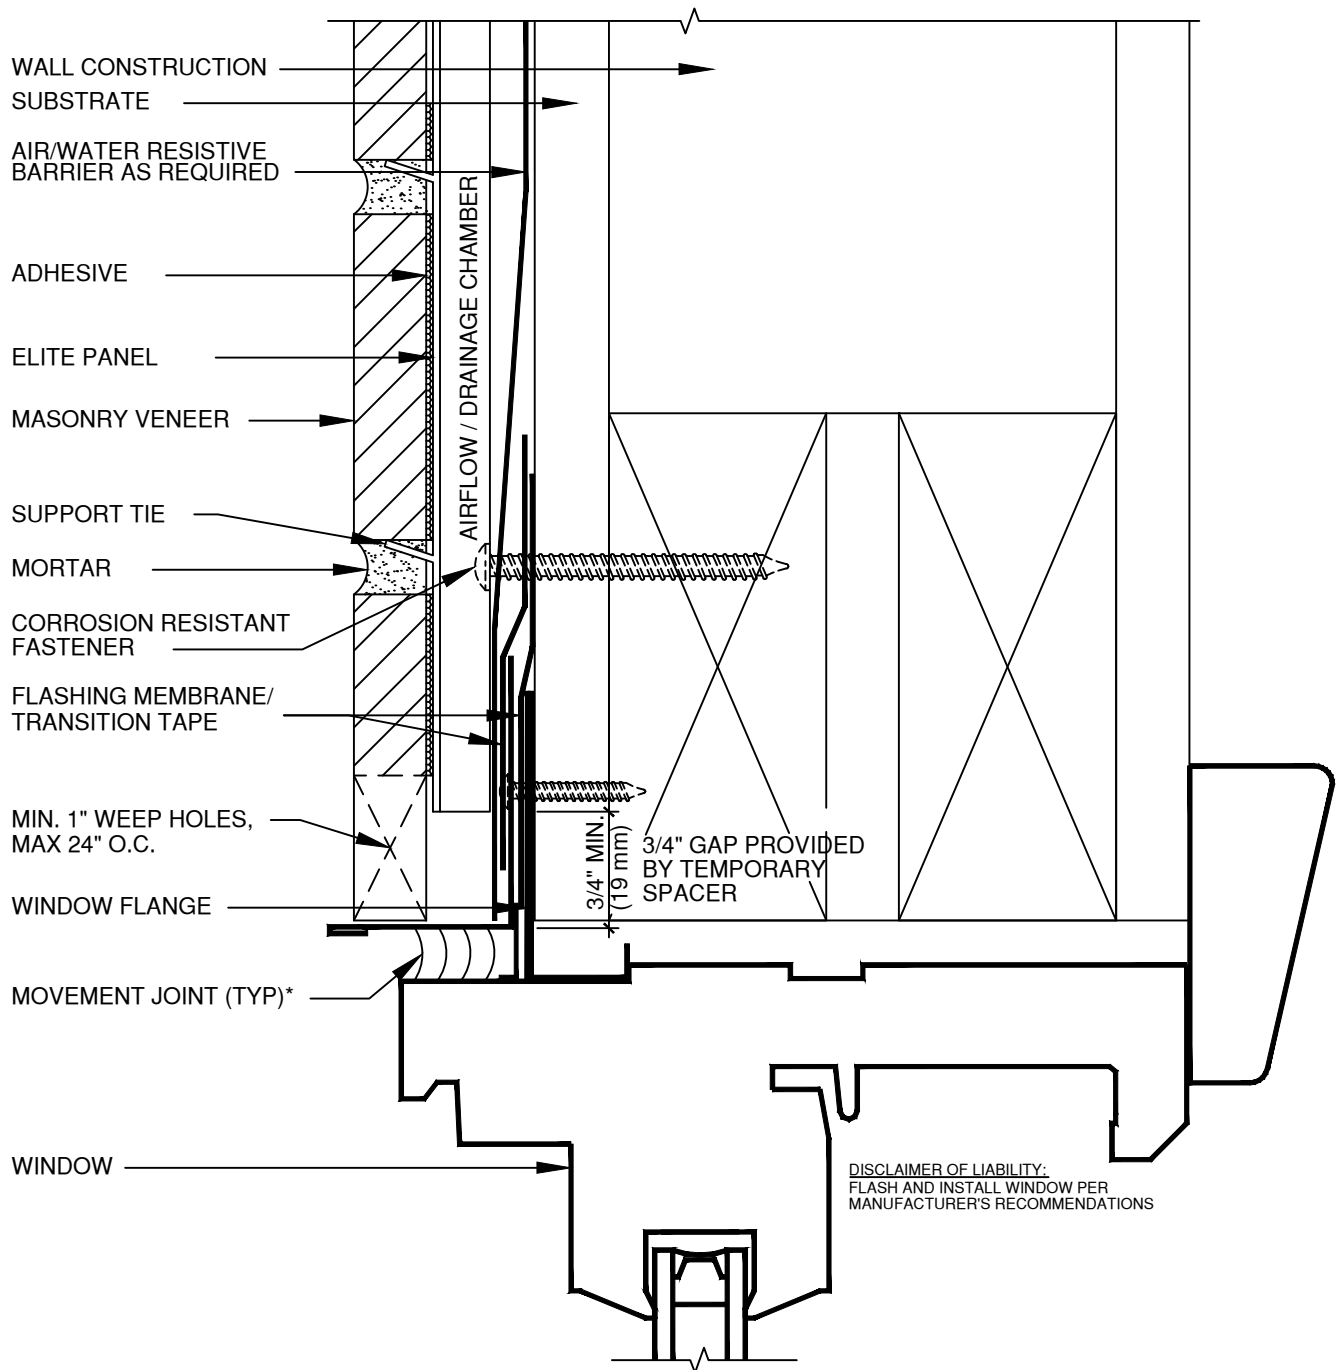 WALL CONSTRUCTION
SUBSTRATE
AIR/WATER RESISTIVE
BARRIER AS REQUIRED
ADHESIVE
ELITE PANEL
MASONRY VENEER
SUPPORT TIE
MORTAR
CORROSION RESISTANT
FASTENER
FLASHING MEMBRANE/
TRANSITION TAPE
MIN. 1" WEEP HOLES,
MAX 24" O.C.
WINDOW FLANGE
MOVEMENT JOINT (TYP)*
WINDOW
AIRFLOW / DRAINAGE CHAMBER
3/4" MIN.
(19 mm)
3/4" GAP PROVIDED
BY TEMPORARY
SPACER
DISCLAIMER OF LIABILITY:
FLASH AND INSTALL WINDOW PER
MANUFACTURER'S RECOMMENDATIONS